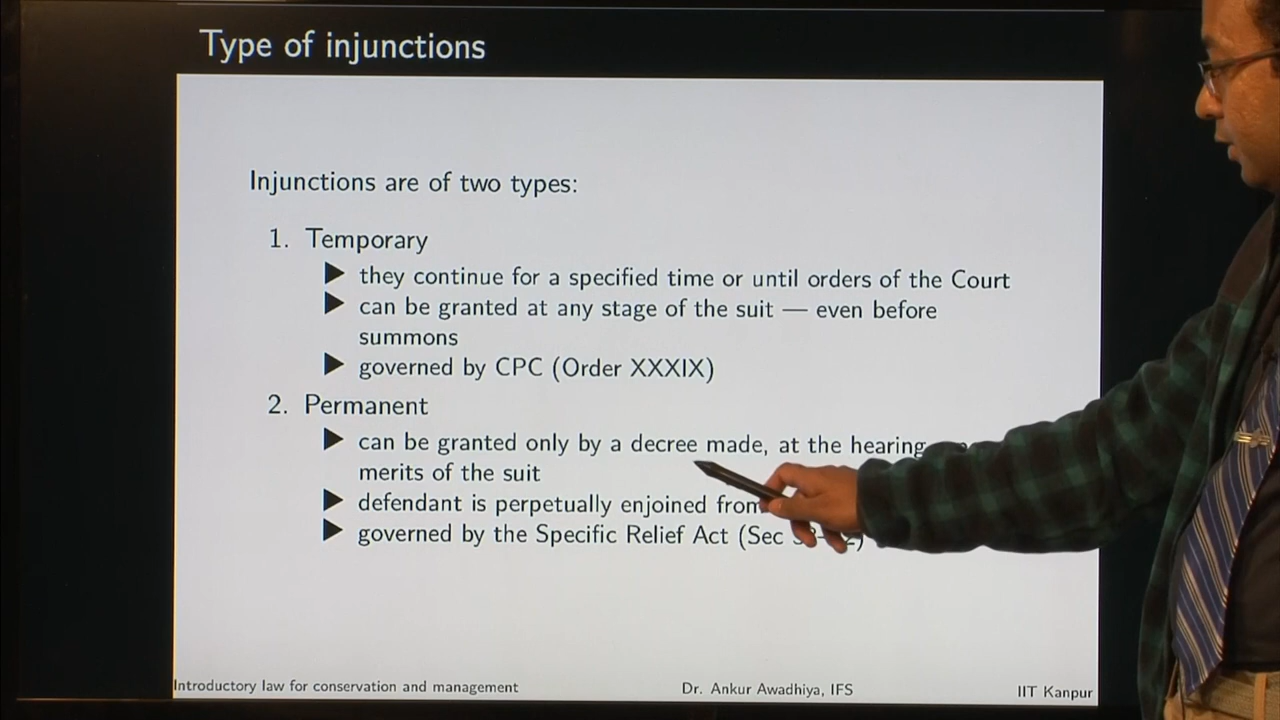 Type of injunctions
Injunctions are of two types:
1. Temporary
▶ they continue for a specified time or until orders of the Court
▶ can be granted at any stage of the suit — even before
summons
▶ governed by CPC (Order XXXIX)
2. Permanent
▶ can be granted only by a decree made, at the hearing
merits of the suit
▶ defendant is perpetually enjoined from
▶ governed by the Specific Relief Act (Sec
Introductory law for conservation and management
Dr. Ankur Awadhiya, IFS
IIT Kanpur